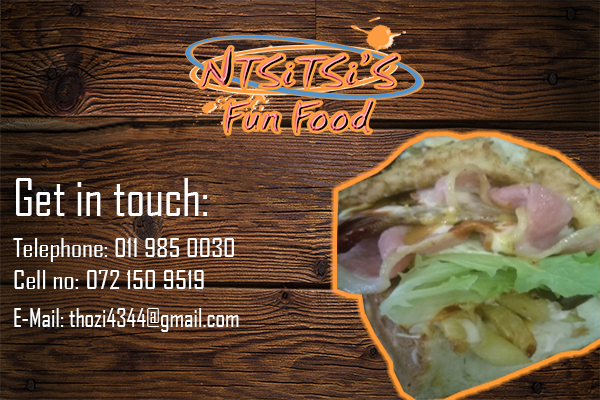 NTSiTSi'S
Fun Food
Get in touch:
Telephone: 011 985 0030
Cell no: 072 150 9519
E-Mail: thozi4344@gmail.com